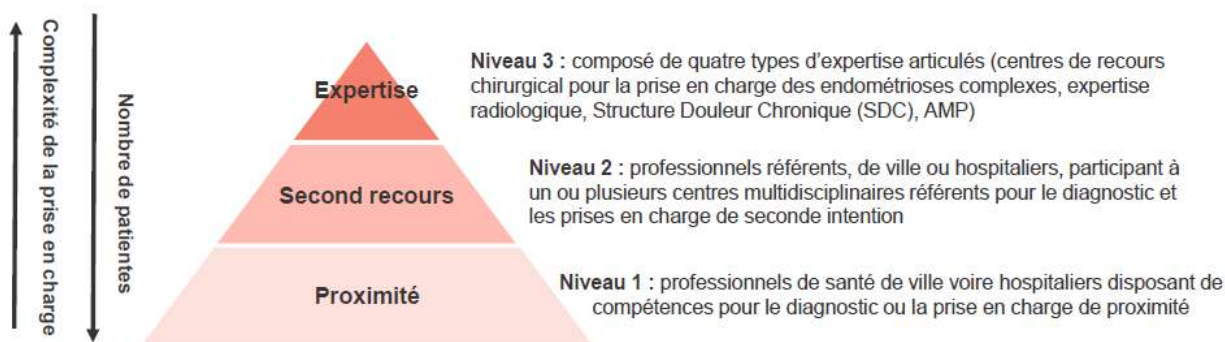 Complexité de la prise en charge
Nombre de patientes
Expertise
Niveau 3 : composé de quatre types d'expertise articulés (centres de recours
chirurgical pour la prise en charge des endométrioses complexes, expertise
radiologique, Structure Douleur Chronique (SDC), AMP)
Second recours
Niveau 2 : professionnels référents, de ville ou hospitaliers, participant à
un ou plusieurs centres multidisciplinaires référents pour le diagnostic et
les prises en charge de seconde intention
Proximité
Niveau 1 : professionnels de santé de ville voire hospitaliers disposant de
compétences pour le diagnostic ou la prise en charge de proximité